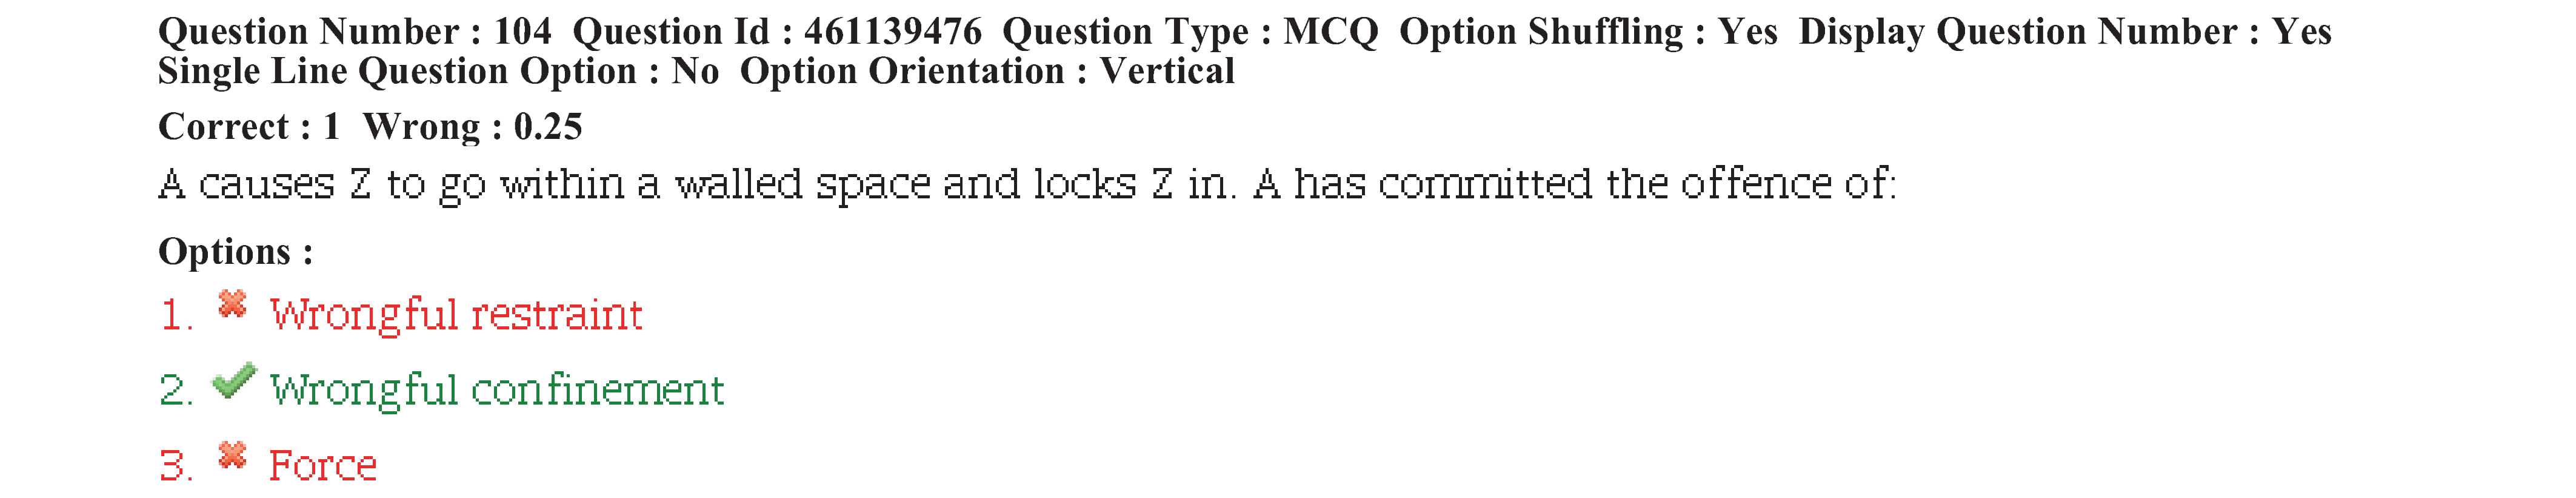 Question Number : 104 Question Id : 461139476 Question Type : MCQ Option Shuffling : Yes Display Question Number : Yes
Single Line Question Option : No Option Orientation : Vertical
Correct : 1 Wrong : 0.25
A causes Z to go within a walled space and locks Z in. A has committed the offence of:
Options :
1. Wrongful restraint
2. Wrongful confinement
3. Force